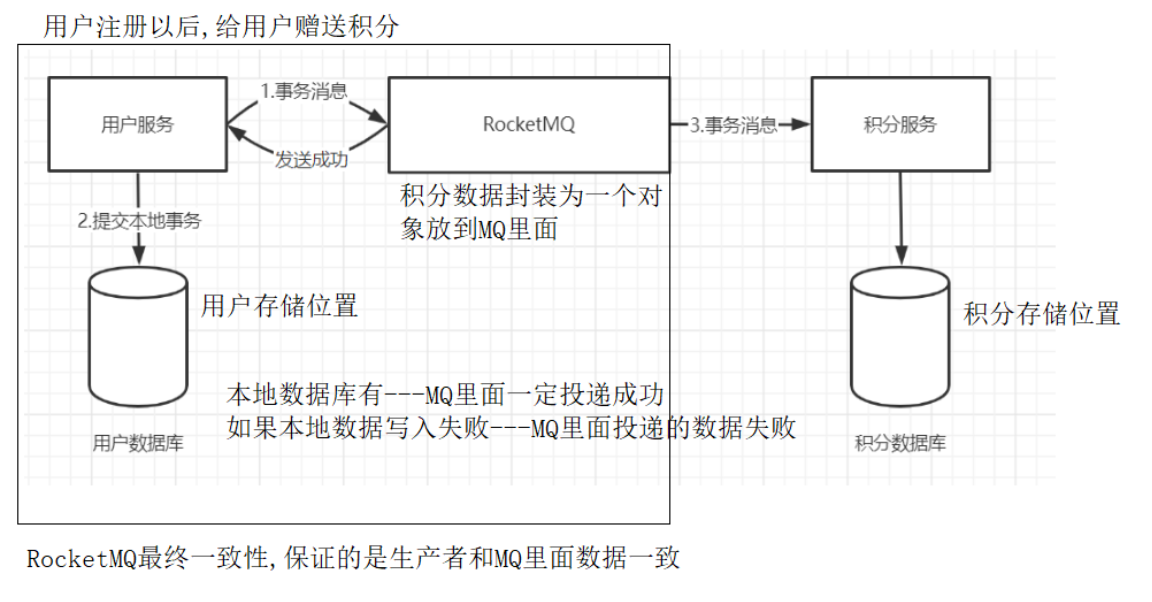 用户注册以后,给用户赠送积分
1.事务消息
用户服务
RocketMQ
3.事务消息
积分服务
发送成功
积分数据封装为一个对
象放到MQ里面
2.提交本地事务
用户存储位置
积分存储位置
本地数据库有---MQ里面一定投递成功
如果本地数据写入失败---MQ里面投递的数据失败
用户数据库
积分数据库
RocketMQ最终一致性,保证的是生产者和MQ里面数据一致